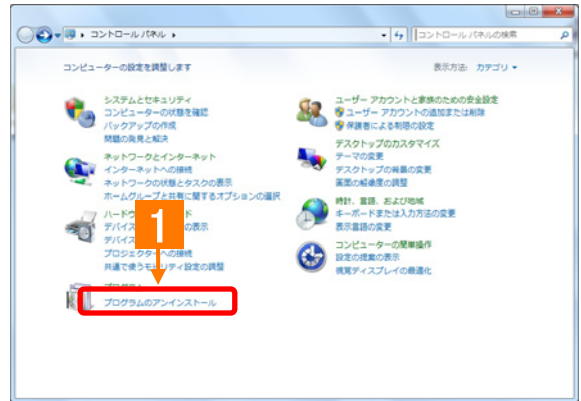 コントロール パネル
コントロール パネルの検索
コンピューターの設定を調整します
表示方法: カテゴリ
システムとセキュリティ
コンピューターの状態を確認
バックアップの作成
問題の発見と解決
ネットワークとインターネット
インターネットへの接続
ネットワークの状態とタスクの表示
ホームグループと共有に関するオプションの選択
ハードウ
ド
デバイス
の表示
デバイス
プロジェクターへの接続
共通で使うモビリティ設定の調整
1
プログラム
プログラムのアンインストール
ユーザー アカウントと家族のための安全設定
ユーザー アカウントの追加または削除
保護者による制限の設定
デスクトップのカスタマイズ
テーマの変更
デスクトップの背景の変更
画面の解像度の調整
時計、言語、および地域
キーボードまたは入力方法の変更
表示言語の変更
コンピューターの簡単操作
設定の提案の表示
視覚ディスプレイの最適化